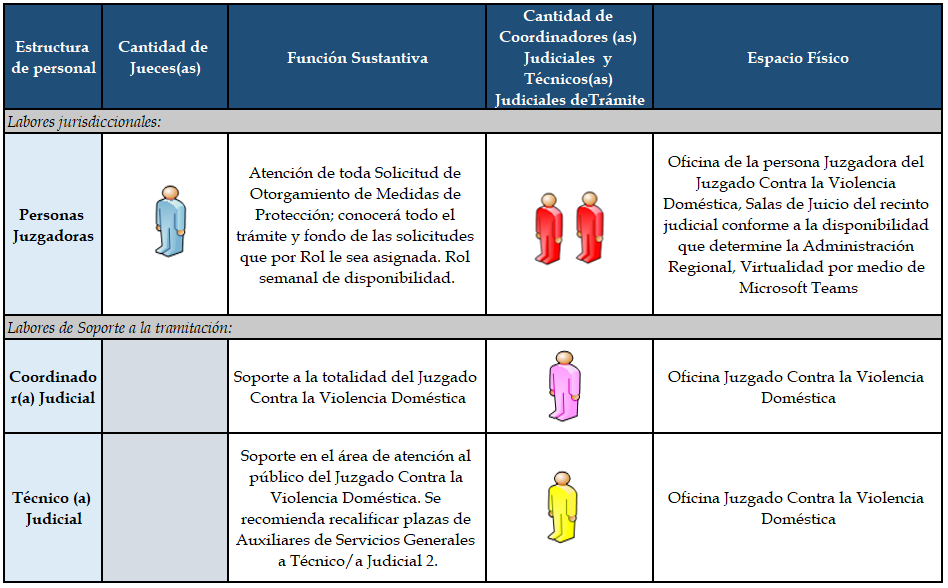 Estructura
de personal
Cantidad de
Jueces(as)
Función Sustantiva
Cantidad de
Coordinadores (as)
Judiciales y
Técnicos(as)
Judiciales deTrámite
Espacio Físico
Labores jurisdiccionales:
Personas
Juzgadoras
Atención de toda Solicitud de
Otorgamiento de Medidas de
Protección; conocerá todo el
trámite y fondo de las solicitudes
que por Rol le sea asignada. Rol
semanal de disponibilidad.
Oficina de la persona Juzgadora del
Juzgado Contra la Violencia
Doméstica, Salas de Juicio del recinto
judicial conforme a la disponibilidad
que determine la Administración
Regional, Virtualidad por medio de
Microsoft Teams
Labores de Soporte a la tramitación:
Coordinado
r(a) Judicial
Soporte a la totalidad del Juzgado
Contra la Violencia Doméstica
Oficina Juzgado Contra la Violencia
Doméstica
Técnico (a)
Judicial
Soporte en el área de atención al
público del Juzgado Contra la
Violencia Doméstica. Se
recomienda recalificar plazas de
Auxiliares de Servicios Generales
a Técnico/a Judicial 2.
Oficina Juzgado Contra la Violencia
Doméstica